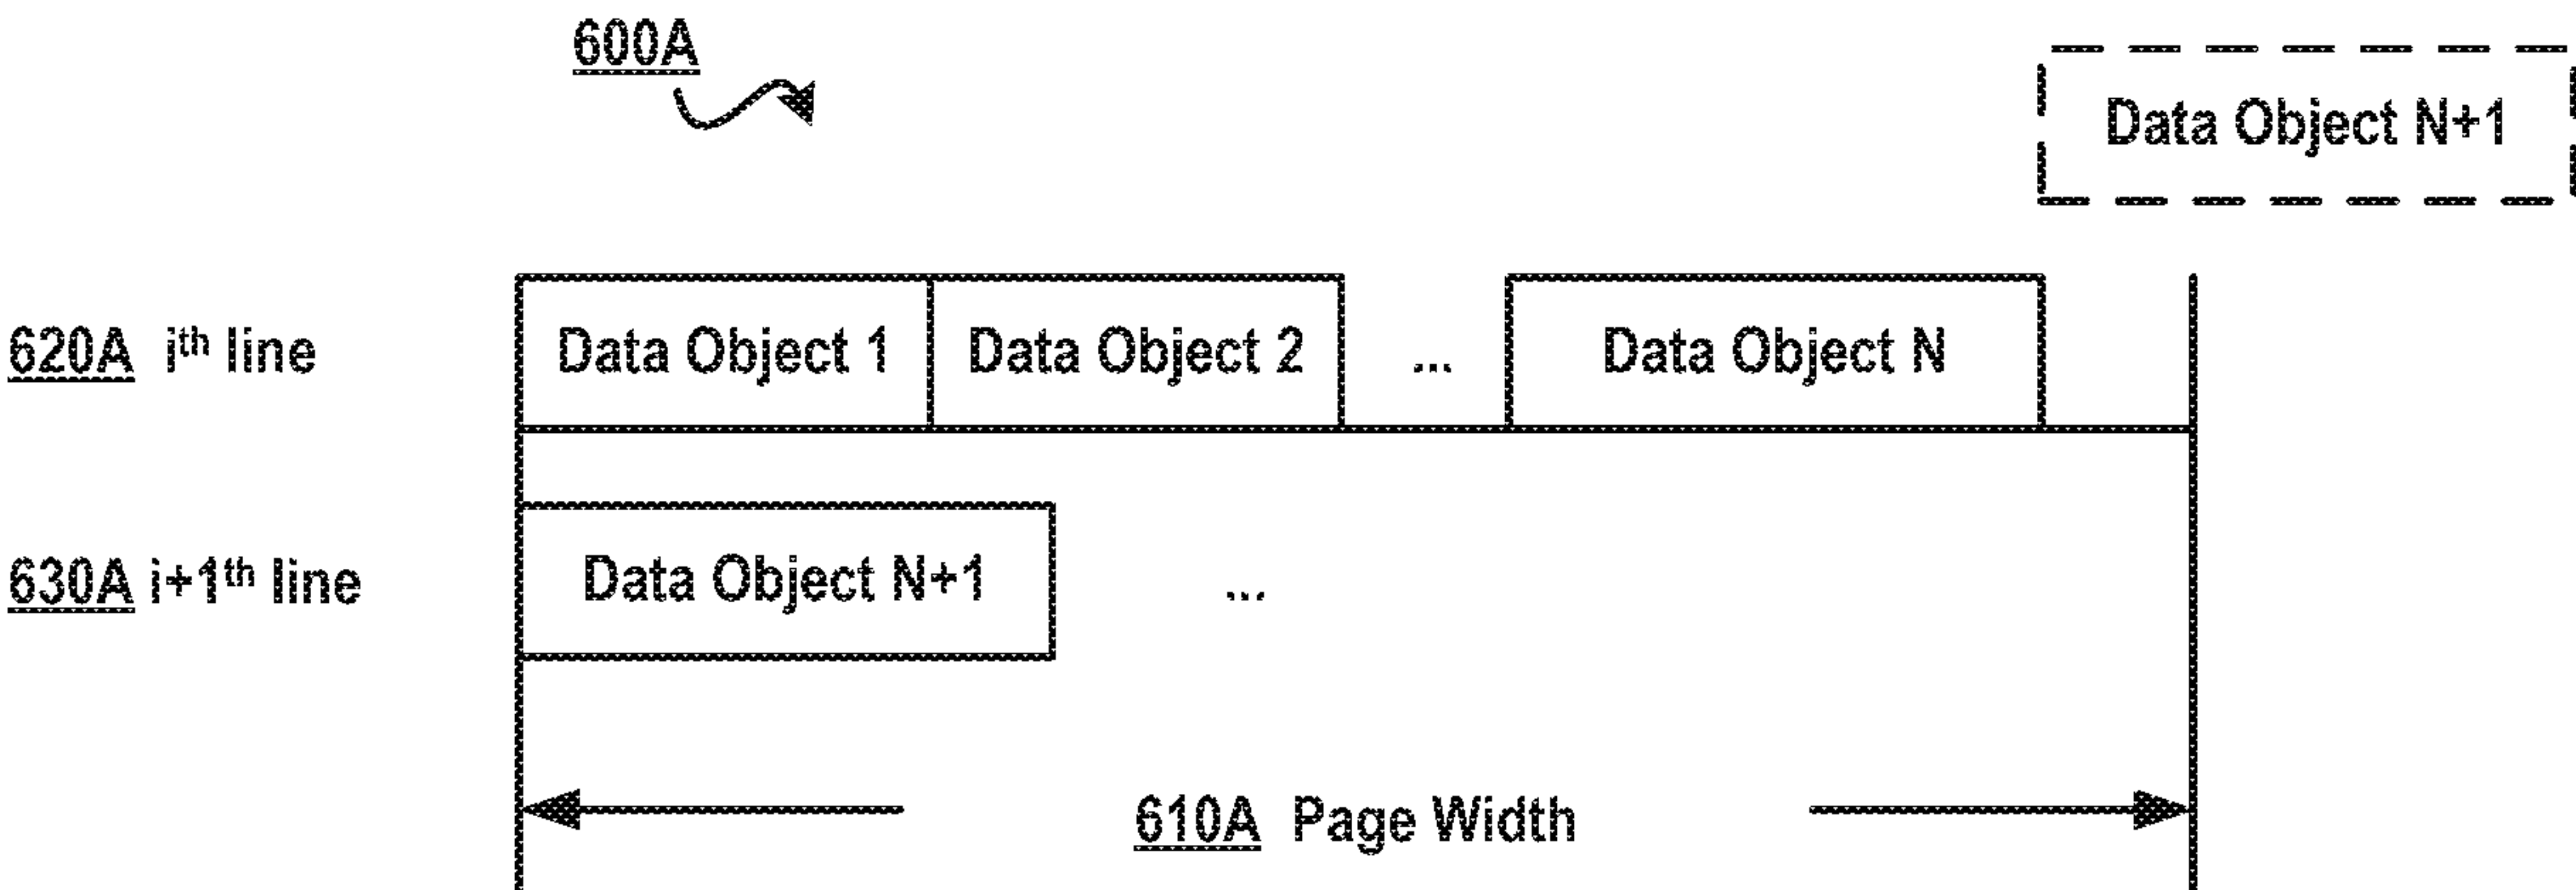 600A
Data Object N+1
620A ith line
Data Object 1
Data Object 2
...
Data Object N
630A i+1th line
Data Object N+1
...
610A Page Width